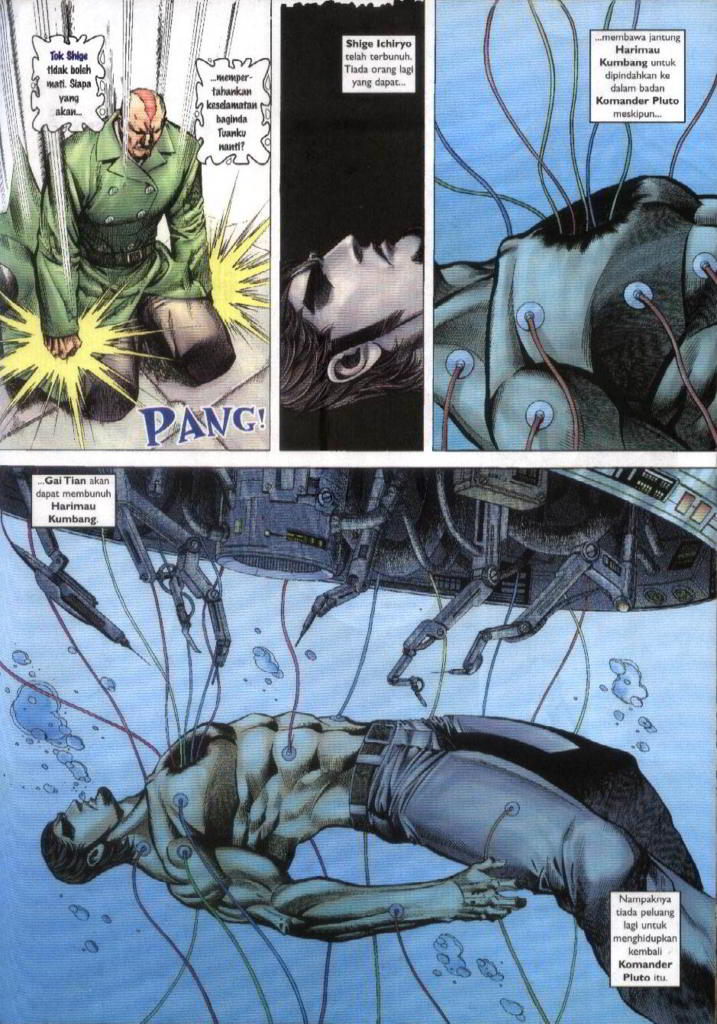 Tok Shige
tidak boleh
mati. Siapa
yang
akan...
...memper-
tahankan
keselamatan
baginda
Tuanku
nanti?
PANG!
Shige Ichiryo
telah terbunuh.
Tiada orang lagi
yang dapat...
...membawa jantung
Harimau
Kumbang untuk
dipindahkan ke
dalam badan
Komander Pluto
meskipun...
...Gai Tian akan
dapat membunuh
Harimau
Kumbang.
Nampaknya
tiada peluang
lagi untuk
menghidupkan
kembali
Komander
Pluto itu.